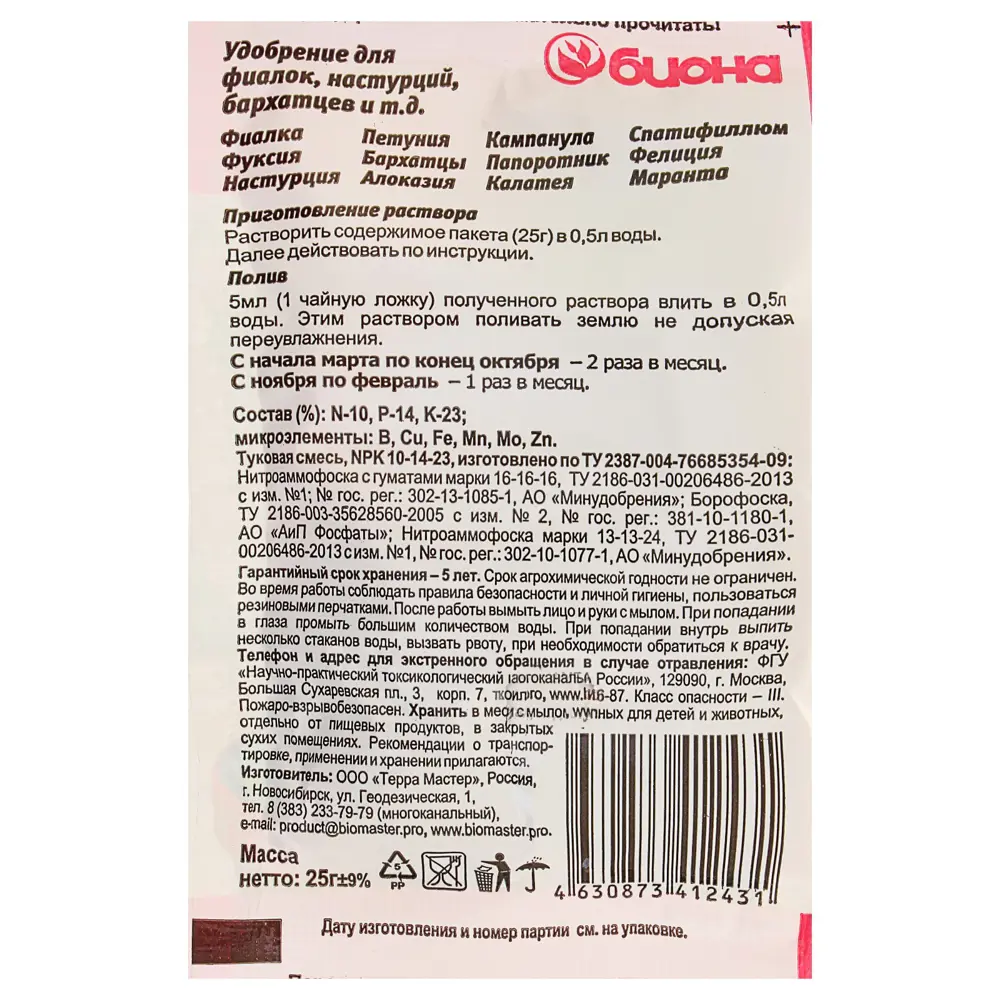 прочитать!
Удобрение для
фиалок, настурций,
бархатцев и т.д.
биона
Фиалка Петуния Кампанула Спатифиллюм
Фуксия Бархатцы Папоротник Фелиция
Настурция Алоказия Калатея Маранта
Приготовление раствора
Растворить содержимое пакета (25г) в 0,5л воды.
Далее действовать по инструкции.
Полив
5мл (1 чайную ложку) полученного раствора влить в 0,5л
воды. Этим раствором поливать землю не допуская
переувлажнения.
С начала марта по конец октября – 2 раза в месяц.
С ноября по февраль – 1 раз в месяц.
Состав (%): N-10, P-14, K-23;
микроэлементы: B, Cu, Fe, Mn, Mo, Zn.
Туковая смесь, NPK 10-14-23, изготовлено по ТУ 2387-004-76685354-09:
Нитроаммофоска с гуматами марки 16-16-16, ТУ 2186-031-00206486-2013
с изм. №1; № гос. рег.: 302-13-1085-1, АО «Минудобрения»; Борофоска,
ТУ 2186-003-35628560-2005 с изм. № 2, № гос. рег.: 381-10-1180-1,
АО «АиП Фосфаты»; Нитроаммофоска марки 13-13-24, ТУ 2186-031-
00206486-2013 с изм. №1, № гос. рег.: 302-10-1077-1, АО «Минудобрения».
Гарантийный срок хранения – 5 лет. Срок агрохимической годности не ограничен.
Во время работы соблюдать правила безопасности и личной гигиены, пользоваться
резиновыми перчатками. После работы вымыть лицо и руки с мылом. При попадании
в глаза промыть большим количеством воды. При попадании внутрь выпить
несколько стаканов воды, вызвать рвоту, при необходимости обратиться к врачу.
Телефон и адрес для экстренного обращения в случае отравления: ФГУ
«Научно-практический токсикологический России», 129090, г. Москва,
Большая Сухаревская пл., 3, корп. 7, 6-87. Класс опасности – III.
Пожаро-взрывобезопасен. Хранить в для детей и животных,
отдельно от пищевых продуктов, в закрытых
сухих помещениях. Рекомендации о транспор-
тировке, применении и хранении прилагаются.
Изготовитель: ООО «Терра Мастер», Россия,
г. Новосибирск, ул. Геодезическая, 1,
тел. 8 (383) 233-79-79 (многоканальный),
e-mail: product@biomaster.pro, www.biomaster.pro.
Масса
нетто: 25г±9%
5
PP
4 630873 412431
Дату изготовления и номер партии см. на упаковке.